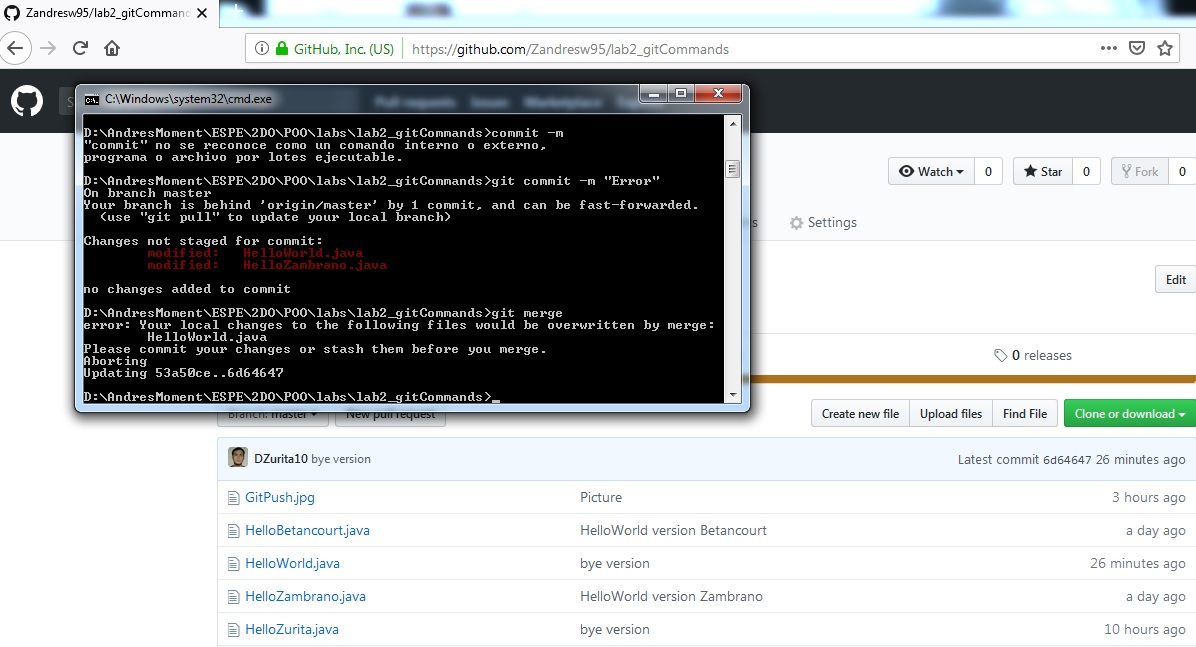 Zandresw95/lab2_gitCommand
GitHub, Inc. (US)
https://github.com/Zandresw95/lab2_gitCommands
C:\Windows\system32\cmd.exe
Pull requests Issues Marketplace
D:\AndresMoment\ESPE\2DO\POO\labs\lab2_gitCommands>commit -m
"commit" no se reconoce como un comando interno o externo,
programa o archivo por lotes ejecutable.
D:\AndresMoment\ESPE\2DO\POO\labs\lab2_gitCommands>git commit -m "Error"
On branch master
Your branch is behind 'origin/master' by 1 commit, and can be fast-forwarded.
(use "git pull" to update your local branch)
Changes not staged for commit:
modified: HelloWorld.java
modified: HelloZambrano.java
no changes added to commit
D:\AndresMoment\ESPE\2DO\POO\labs\lab2_gitCommands>git merge
error: Your local changes to the following files would be overwritten by merge:
HelloWorld.java
Please commit your changes or stash them before you merge.
Aborting
Updating 53a50ce..6d64647
D:\AndresMoment\ESPE\2DO\POO\labs\lab2_gitCommands>_
Watch 0 Star 0 Fork 0
Settings
Edit
0 releases
Branch: master New pull request
Create new file Upload files Find File Clone or download
DZurita10 bye version Latest commit 6d64647 26 minutes ago
GitPush.jpg Picture 3 hours ago
HelloBetancourt.java HelloWorld version Betancourt a day ago
HelloWorld.java bye version 26 minutes ago
HelloZambrano.java HelloWorld version Zambrano a day ago
HelloZurita.java bye version 10 hours ago